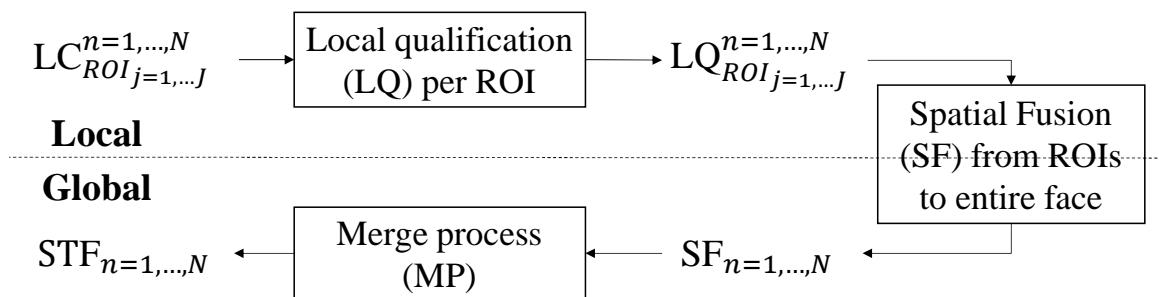 LC^{n=1,…,N}_{ROI_{j=1,…J}}
Local qualification
(LQ) per ROI
LQ^{n=1,…,N}_{ROI_{j=1,…J}}
Spatial Fusion
(SF) from ROIs
to entire face
Local
Global
STF_{n=1,…,N}
Merge process
(MP)
SF_{n=1,…,N}